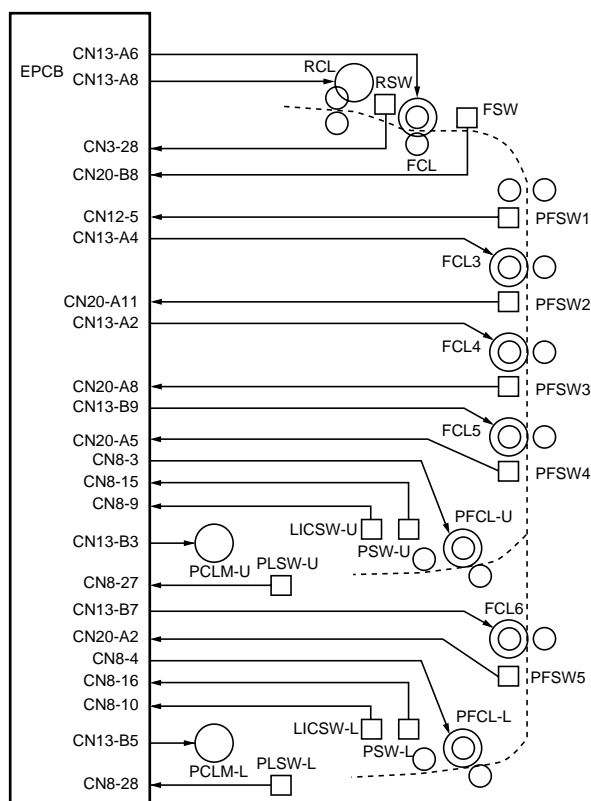 EPCB
CN13-A6
CN13-A8
RCL
RSW
FSW
CN3-28
FCL
CN20-B8
CN12-5
PFSW1
CN13-A4
FCL3
CN20-A11
PFSW2
CN13-A2
FCL4
CN20-A8
PFSW3
CN13-B9
FCL5
CN20-A5
CN8-3
PFSW4
CN8-15
CN8-9
PFCL-U
LICSW-U
PSW-U
CN13-B3
PCLM-U
PLSW-U
CN8-27
CN13-B7
FCL6
CN20-A2
CN8-4
PFSW5
CN8-16
CN8-10
PFCL-L
LICSW-L
PSW-L
CN13-B5
PCLM-L
PLSW-L
CN8-28